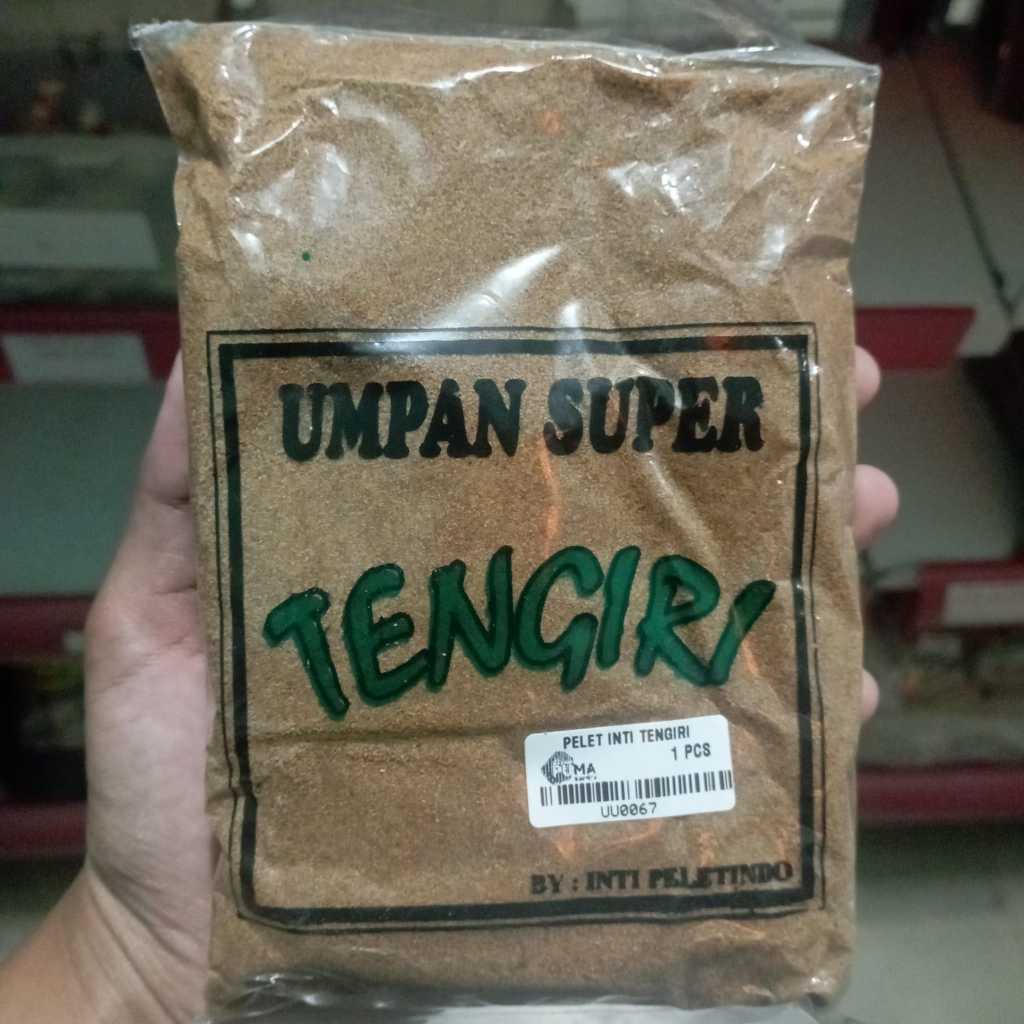 UMPAN SUPER
TENGIRI
PELET INTI TENGIRI
1 PCS
UU0067
BY : INTI PELETINDO